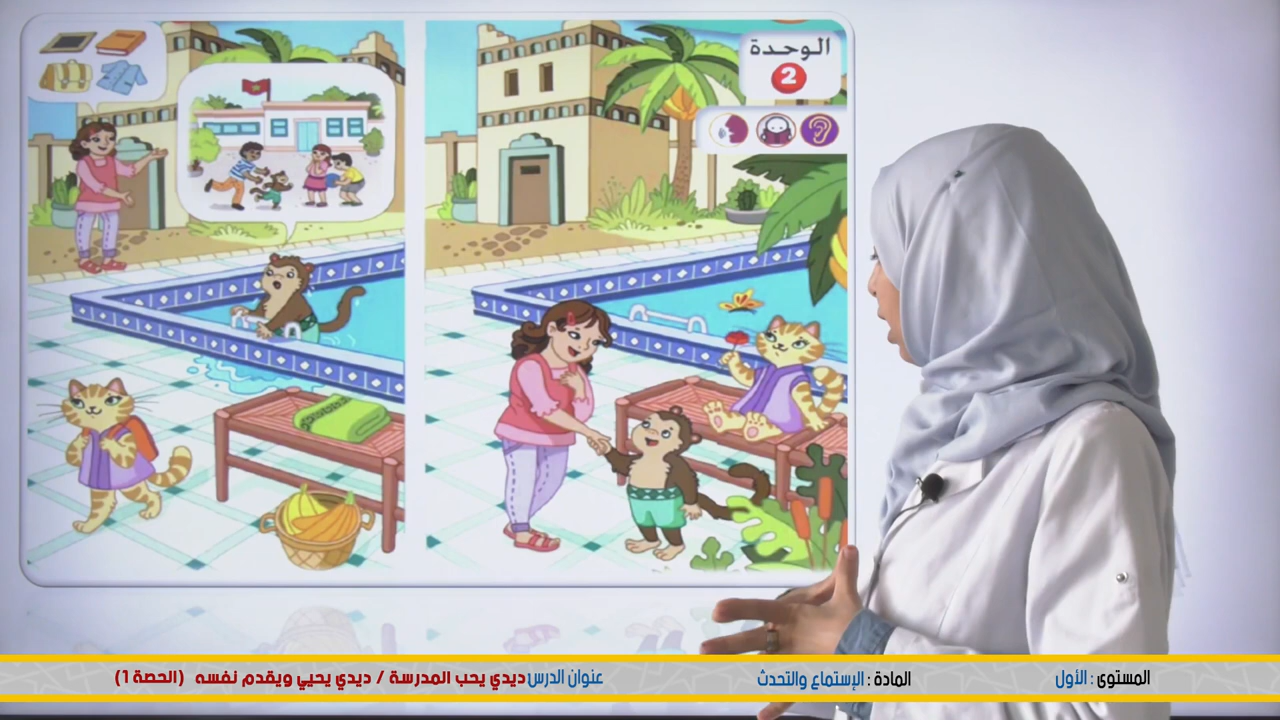 الوحدة
2
المستوى : الأول
المادة : الإستماع والتحدث
عنوان الدرس ديدي يحب المدرسة / ديدي يحيي ويقدم نفسه (الحصة 1)